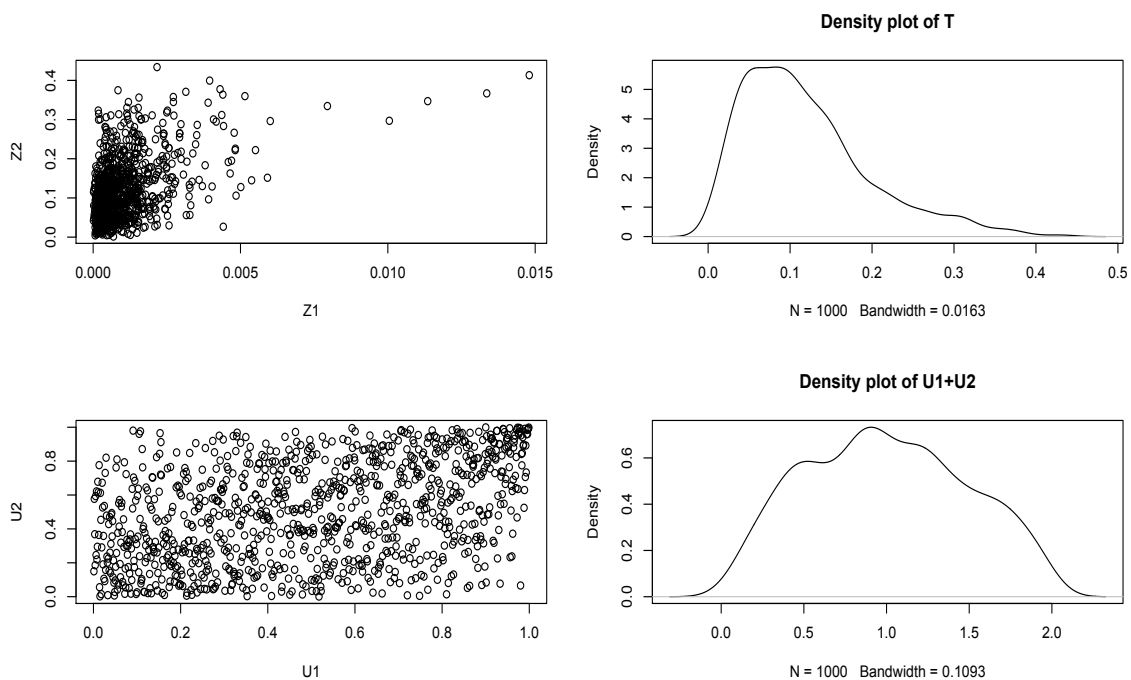 Z2
0.0 0.1 0.2 0.3 0.4
0.000 0.005 0.010 0.015
Z1
Density plot of T
Density
0 1 2 3 4 5
0.0 0.1 0.2 0.3 0.4 0.5
N = 1000 Bandwidth = 0.0163
U2
0.0 0.4 0.8
0.0 0.2 0.4 0.6 0.8 1.0
U1
Density plot of U1+U2
Density
0.0 0.2 0.4 0.6
0.0 0.5 1.0 1.5 2.0
N = 1000 Bandwidth = 0.1093